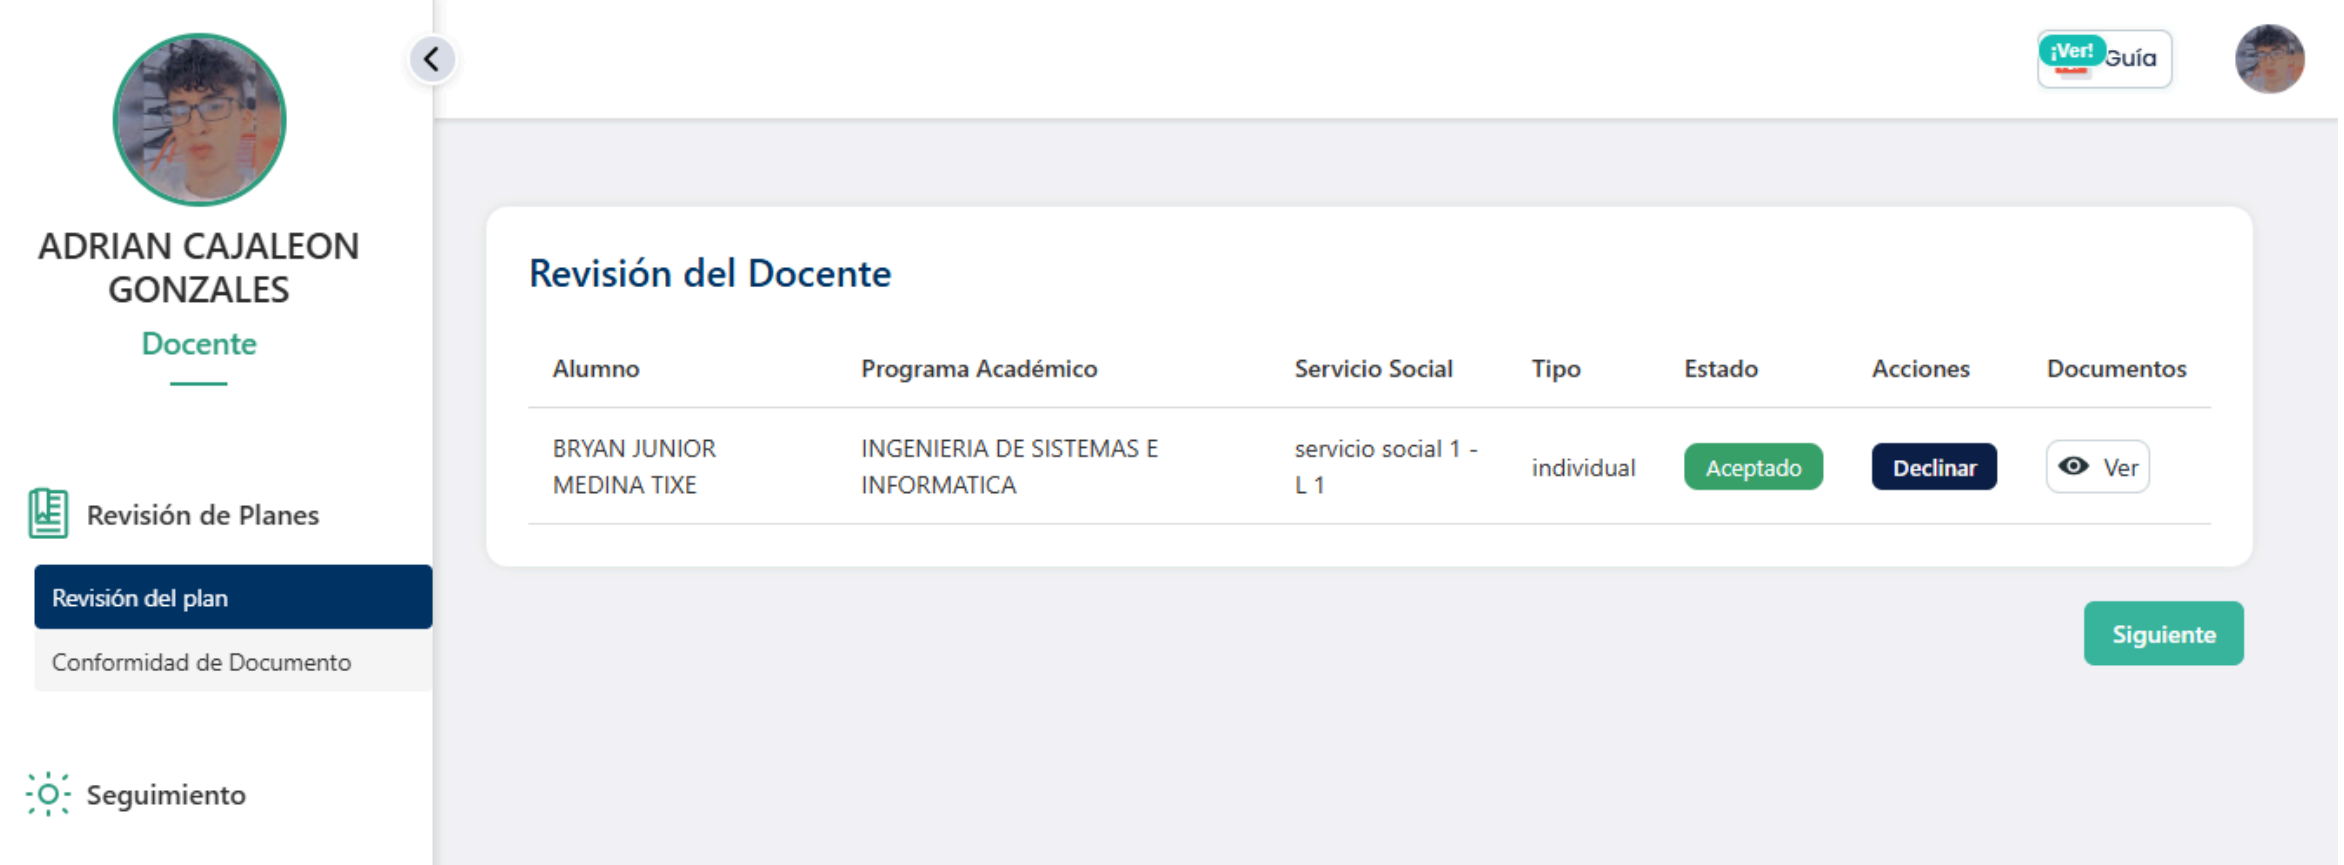 ADRIAN CAJALEON
GONZALES
Docente
Revisión de Planes
Revisión del plan
Conformidad de Documento
Seguimiento
¡Ver!
Guía
Revisión del Docente
Alumno Programa Académico Servicio Social Tipo Estado Acciones Documentos
BRYAN JUNIOR INGENIERIA DE SISTEMAS E servicio social 1 -
MEDINA TIXE INFORMATICA L 1
individual Aceptado Declinar Ver
Siguiente